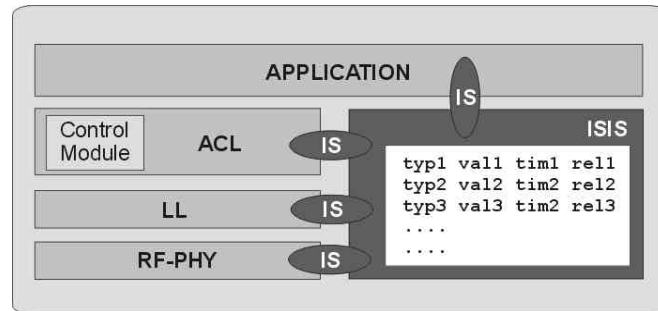 APPLICATION
IS
ISIS
Control
Module
ACL
IS
typ1 val1 tim1 rel1
typ2 val2 tim2 rel2
typ3 val3 tim2 rel3
....
....
LL
IS
RF-PHY
IS